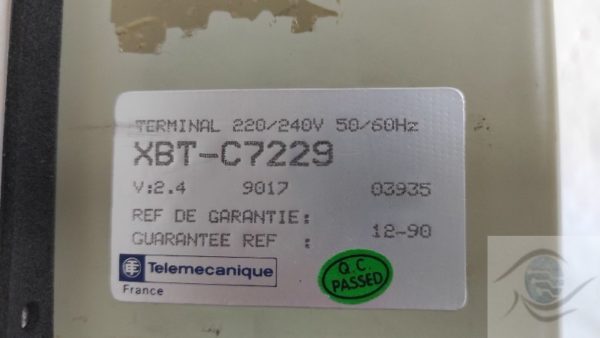 TERMINAL 220/240V 50/60Hz
XBT-C7229
V:2.4 9017 03935
REF DE GARANTIE:
GUARANTEE REF : 12-90
TE Telemecanique
France
Q.C.
PASSED